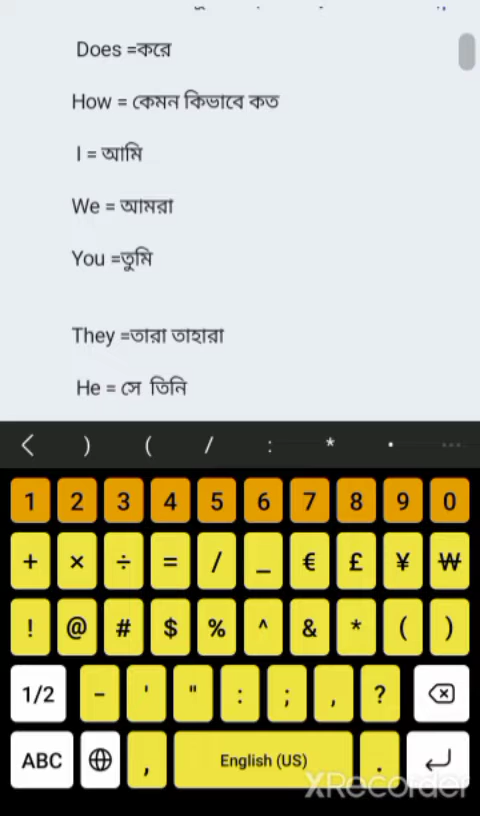 Does =করে
How = কেমন কিভাবে কত
I = আমি
We = আমরা
You =তুমি
They =তারা তাহারা
He = সে তিনি
< ) ( / : * • ...
1 2 3 4 5 6 7 8 9 0
+ × ÷ = / _ € £ ¥ ₩
! @ # $ % ^ & * ( )
1/2 - ' " : ; , ?
ABC , English (US) .
XRecorder